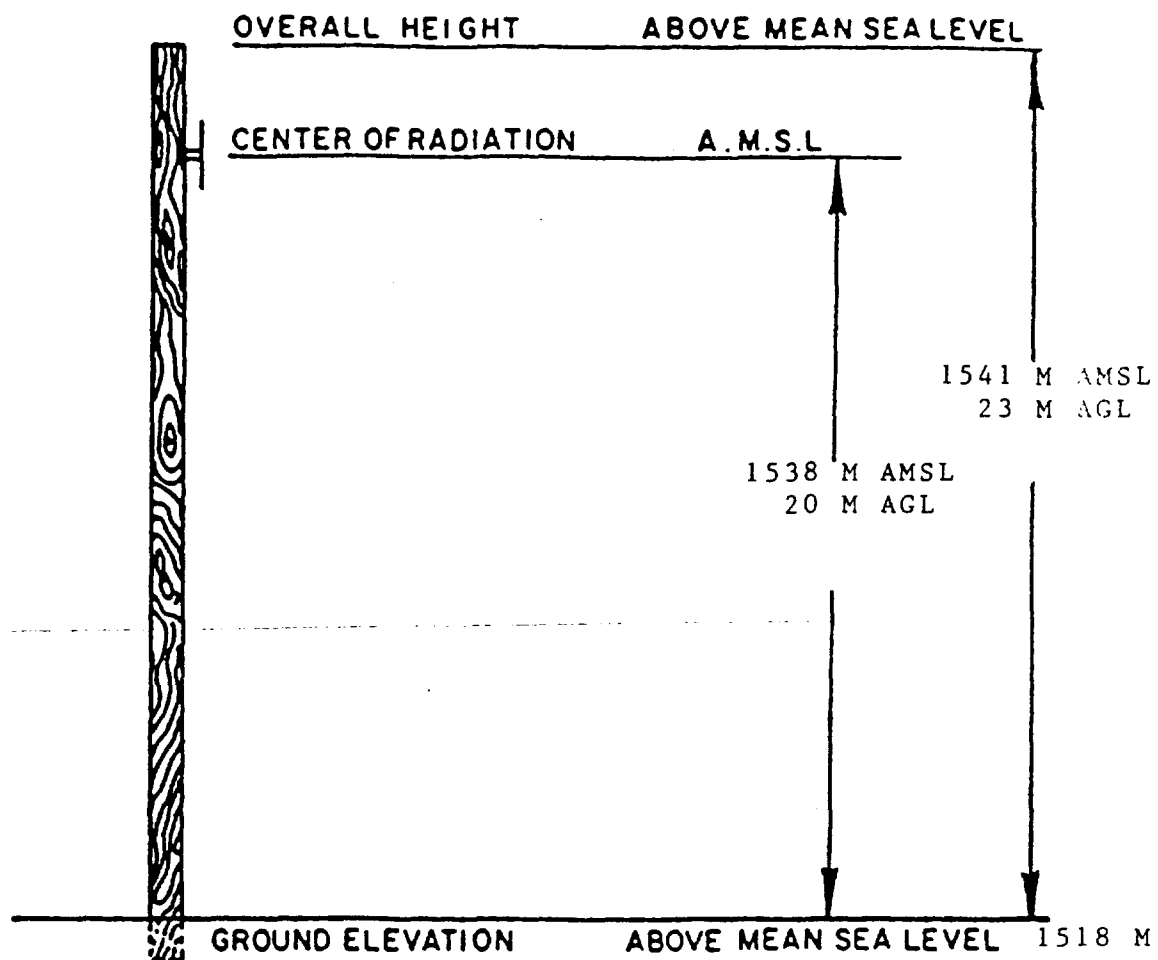 OVERALL HEIGHT ABOVE MEAN SEA LEVEL
CENTER OF RADIATION A.M.S.L
1541 M AMSL
23 M AGL
1538 M AMSL
20 M AGL
GROUND ELEVATION ABOVE MEAN SEA LEVEL 1518 M